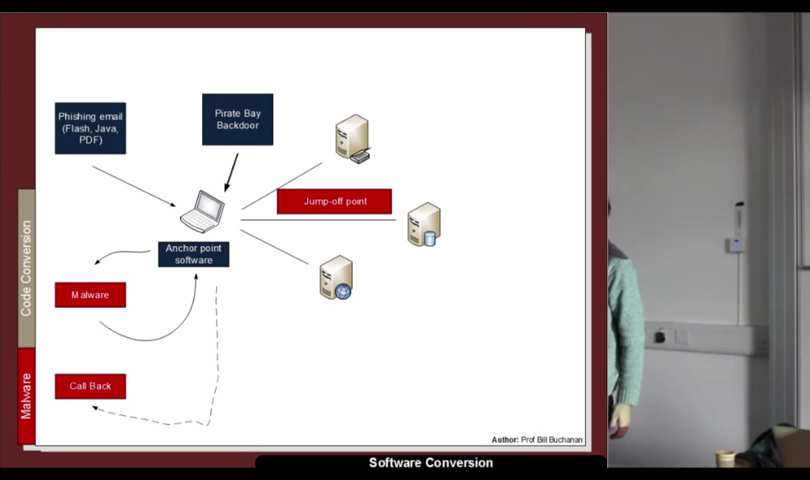 Phishing email
(Flash, Java,
PDF)
Pirate Bay
Backdoor
Jump-off point
Anchor point
software
Malware
Call Back
Code Conversion
Malware
Author: Prof Bill Buchanan
Software Conversion